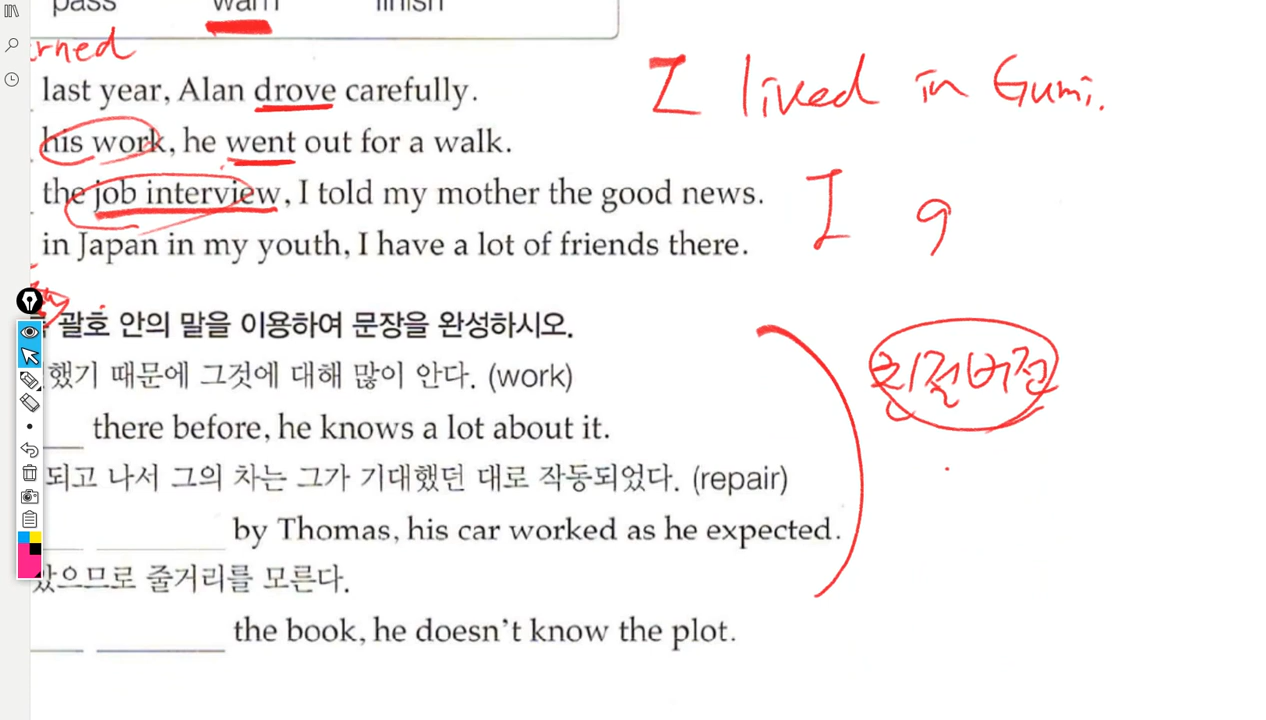 pass warn finish
rned
last year, Alan drove carefully.
I lived in Gumi.
his work, he went out for a walk.
the job interview, I told my mother the good news.
I g
in Japan in my youth, I have a lot of friends there.
괄호 안의 말을 이용하여 문장을 완성하시오.
했기 때문에 그것에 대해 많이 안다. (work)
친절버전
there before, he knows a lot about it.
되고 나서 그의 차는 그가 기대했던 대로 작동되었다. (repair)
by Thomas, his car worked as he expected.
았으므로 줄거리를 모른다.
the book, he doesn't know the plot.